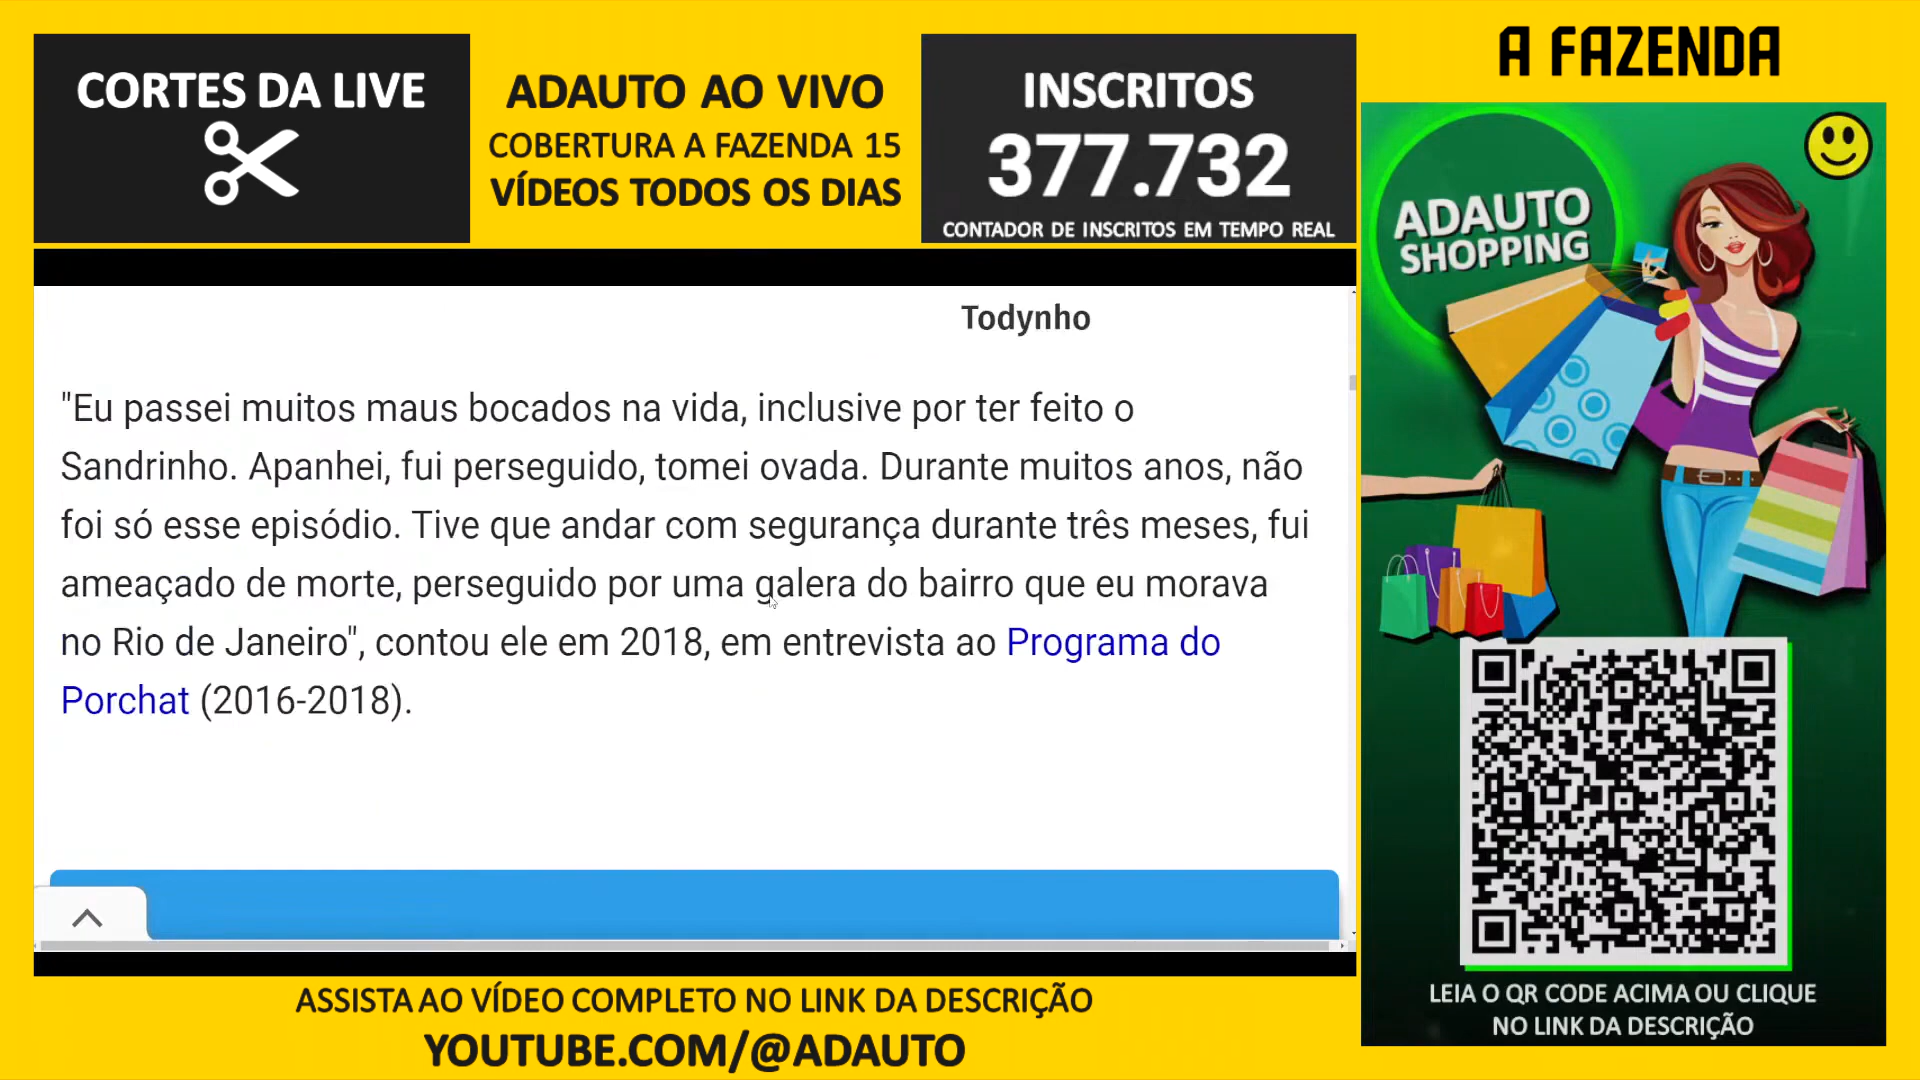 CORTES DA LIVE
ADAUTO AO VIVO
COBERTURA A FAZENDA 15
VÍDEOS TODOS OS DIAS
INSCRITOS
377.732
CONTADOR DE INSCRITOS EM TEMPO REAL
A FAZENDA
ADAUTO
SHOPPING
Todynho
"Eu passei muitos maus bocados na vida, inclusive por ter feito o
Sandrinho. Apanhei, fui perseguido, tomei ovada. Durante muitos anos, não
foi só esse episódio. Tive que andar com segurança durante três meses, fui
ameaçado de morte, perseguido por uma galera do bairro que eu morava
no Rio de Janeiro", contou ele em 2018, em entrevista ao Programa do
Porchat (2016-2018).
LEIA O QR CODE ACIMA OU CLIQUE
NO LINK DA DESCRIÇÃO
ASSISTA AO VÍDEO COMPLETO NO LINK DA DESCRIÇÃO
YOUTUBE.COM/@ADAUTO